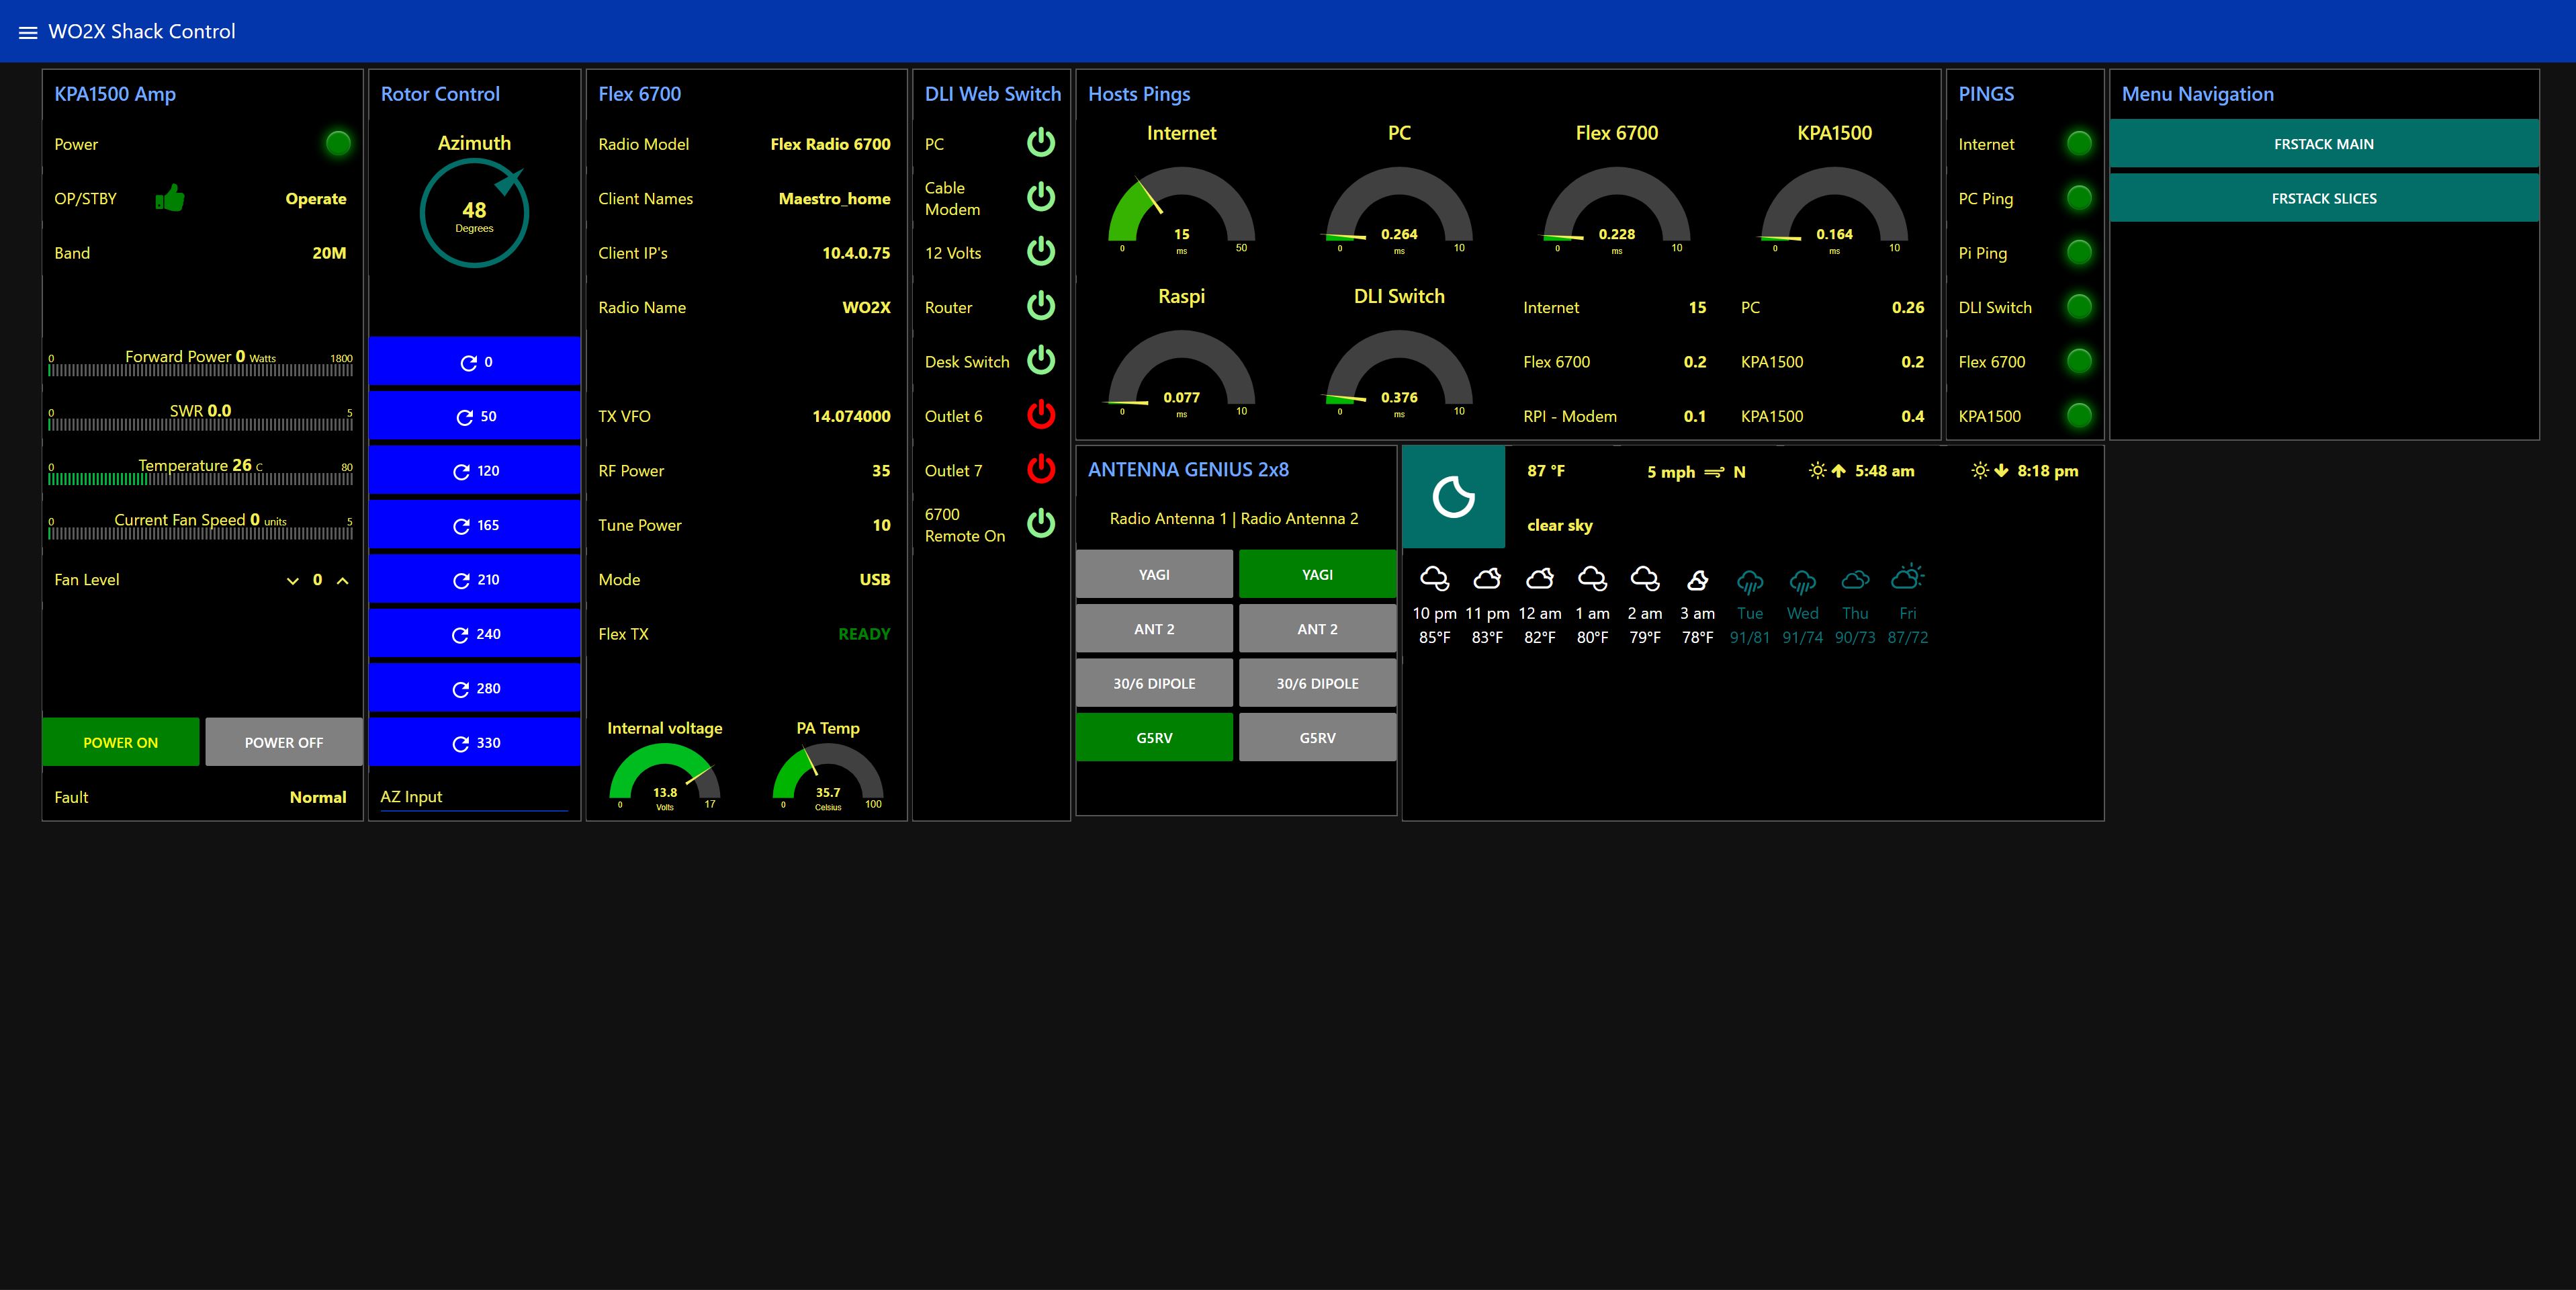 WO2X Shack Control
KPA1500 Amp
Power
OP/STBY Operate
Band 20M
0 Forward Power 0 Watts 1800
0 SWR 0.0 5
0 Temperature 26 C 80
0 Current Fan Speed 0 units 5
Fan Level 0
POWER ON POWER OFF
Fault Normal
Rotor Control
Azimuth
48
Degrees
0
50
120
165
210
240
280
330
AZ Input
Flex 6700
Radio Model Flex Radio 6700
Client Names Maestro_home
Client IP's 10.4.0.75
Radio Name WO2X
TX VFO 14.074000
RF Power 35
Tune Power 10
Mode USB
Flex TX READY
Internal voltage PA Temp
13.8 35.7
0 Volts 17 0 Celsius 100
DLI Web Switch
PC
Cable
Modem
12 Volts
Router
Desk Switch
Outlet 6
Outlet 7
6700
Remote On
Hosts Pings
Internet PC Flex 6700 KPA1500
15 0.264 0.228 0.164
0 ms 50 0 ms 10 0 ms 10 0 ms 10
Raspi DLI Switch
0.077 0.376
0 ms 10 0 ms 10
Internet 15 PC 0.26
Flex 6700 0.2 KPA1500 0.2
RPI - Modem 0.1 KPA1500 0.4
PINGS
Internet
PC Ping
Pi Ping
DLI Switch
Flex 6700
KPA1500
Menu Navigation
FRSTACK MAIN
FRSTACK SLICES
ANTENNA GENIUS 2x8
Radio Antenna 1 | Radio Antenna 2
YAGI YAGI
ANT 2 ANT 2
30/6 DIPOLE 30/6 DIPOLE
G5RV G5RV
87 °F 5 mph N 5:48 am 8:18 pm
clear sky
10 pm 11 pm 12 am 1 am 2 am 3 am Tue Wed Thu Fri
85°F 83°F 82°F 80°F 79°F 78°F 91/81 91/74 90/73 87/72